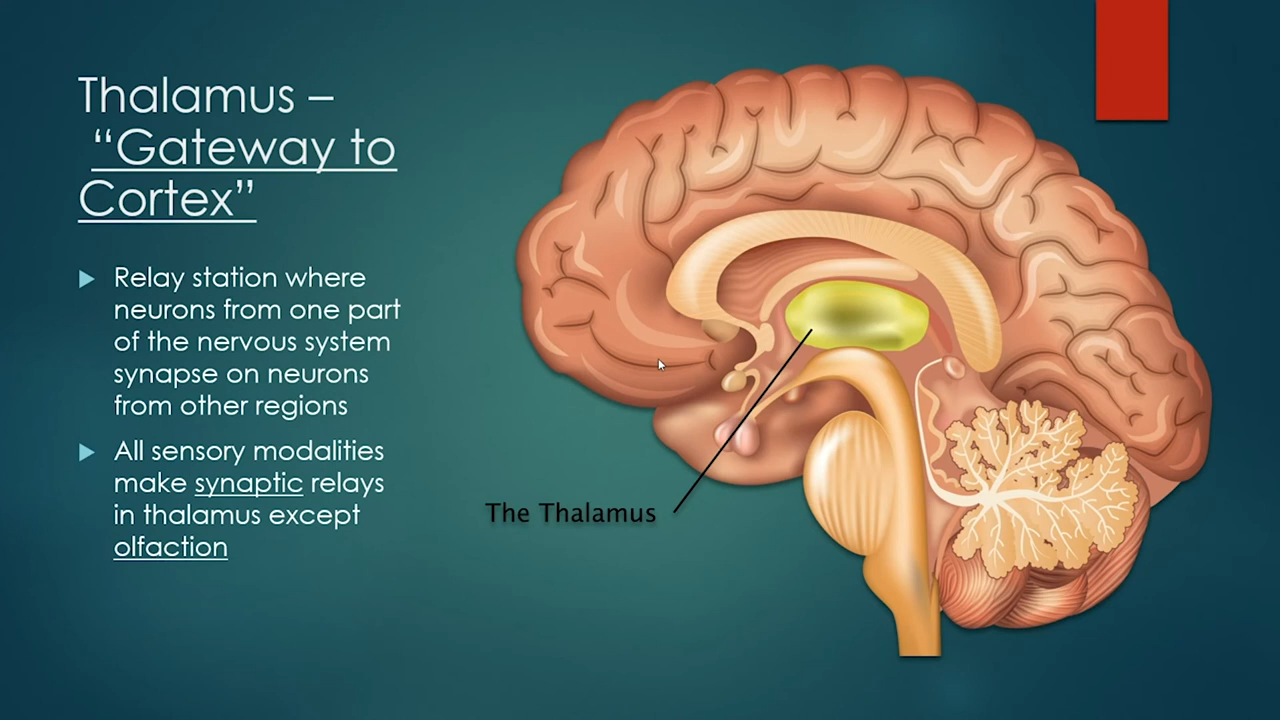 Thalamus –
“Gateway to
Cortex”
Relay station where
neurons from one part
of the nervous system
synapse on neurons
from other regions
All sensory modalities
make synaptic relays
in thalamus except
olfaction
The Thalamus